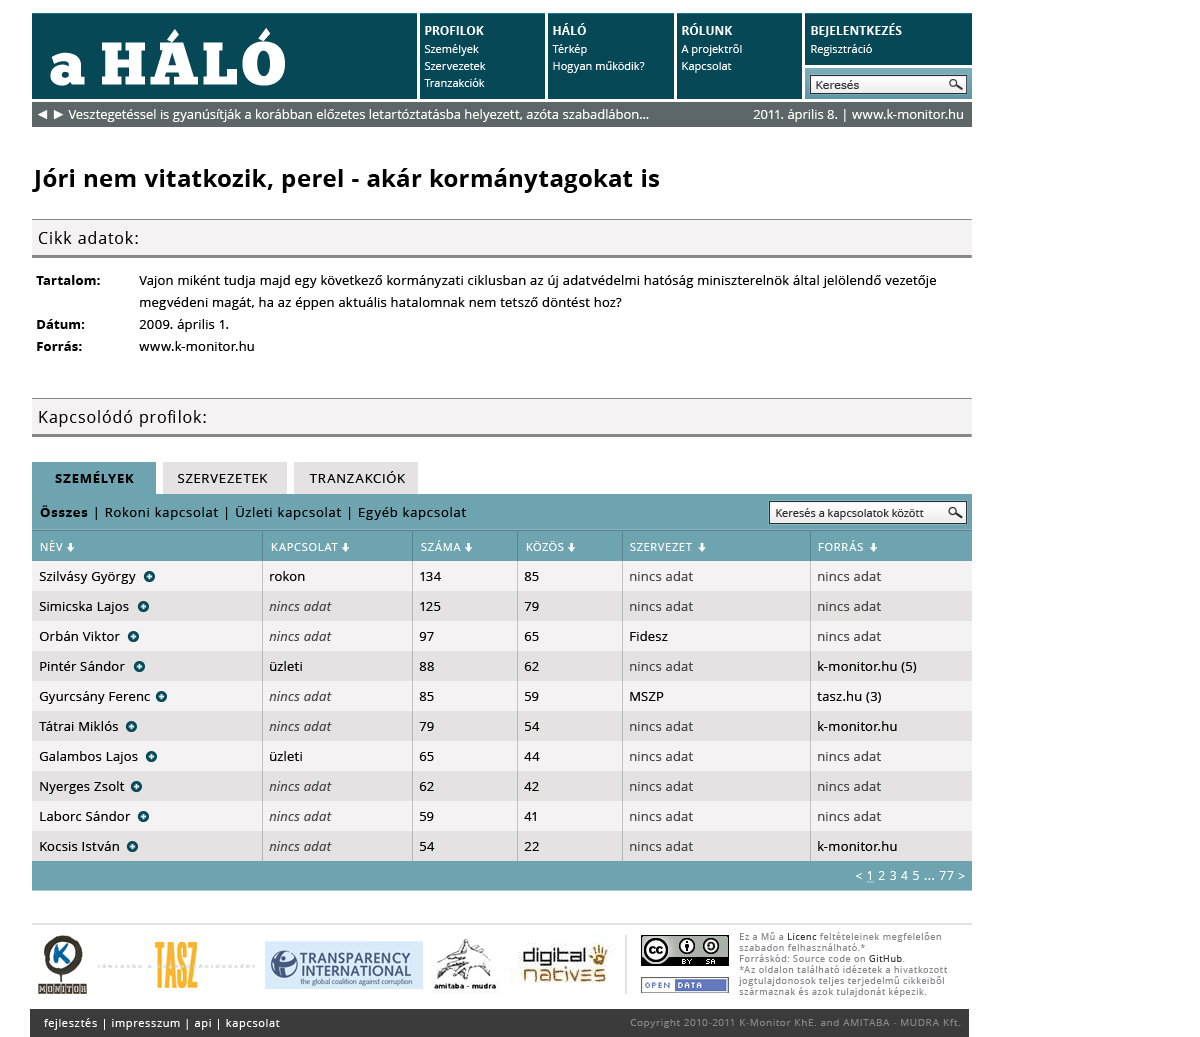 a HÁLÓ
PROFILOK
Személyek
Szervezetek
Tranzakciók
HÁLÓ
Térkép
Hogyan működik?
RÓLUNK
A projektről
Kapcsolat
BEJELENTKEZÉS
Regisztráció
Keresés
Vesztegetéssel is gyanúsítják a korábban előzetes letartóztatásba helyezett, azóta szabadlábon...
2011. április 8. | www.k-monitor.hu
Jóri nem vitatkozik, perel - akár kormánytagokat is
Cikk adatok:
Tartalom: Vajon miként tudja majd egy következő kormányzati ciklusban az új adatvédelmi hatóság miniszterelnök által jelölendő vezetője
megvédeni magát, ha az éppen aktuális hatalomnak nem tetsző döntést hoz?
Dátum: 2009. április 1.
Forrás: www.k-monitor.hu
Kapcsolódó profilok:
SZEMÉLYEK SZERVEZETEK TRANZAKCIÓK
Összes | Rokoni kapcsolat | Üzleti kapcsolat | Egyéb kapcsolat
Keresés a kapcsolatok között
NÉV KAPCSOLAT SZÁMA KÖZÖS SZERVEZET FORRÁS
Szilvásy György rokon 134 85 nincs adat nincs adat
Simicska Lajos nincs adat 125 79 nincs adat nincs adat
Orbán Viktor nincs adat 97 65 Fidesz nincs adat
Pintér Sándor üzleti 88 62 nincs adat k-monitor.hu (5)
Gyurcsány Ferenc nincs adat 85 59 MSZP tasz.hu (3)
Tátrai Miklós nincs adat 79 54 nincs adat k-monitor.hu
Galambos Lajos üzleti 65 44 nincs adat nincs adat
Nyerges Zsolt nincs adat 62 42 nincs adat nincs adat
Laborc Sándor nincs adat 59 41 nincs adat nincs adat
Kocsis István nincs adat 54 22 nincs adat k-monitor.hu
< 1 2 3 4 5 ... 77 >
K
MONITOR
TASZ
TRANSPARENCY
INTERNATIONAL
the global coalition against corruption
amitaba - mudra
digital
natives
cc
BY SA
OPEN DATA
Ez a Mű a Licenc feltételeinek megfelelően
szabadon felhasználható.*
Forráskód: Source code on GitHub.
*Az oldalon található idézetek a hivatkozott
jogtulajdonosok teljes terjedelmű cikkeiből
származnak és azok tulajdonát képezik.
fejlesztés | impresszum | api | kapcsolat
Copyright 2010-2011 K-Monitor KhE. and AMITABA - MUDRA Kft.